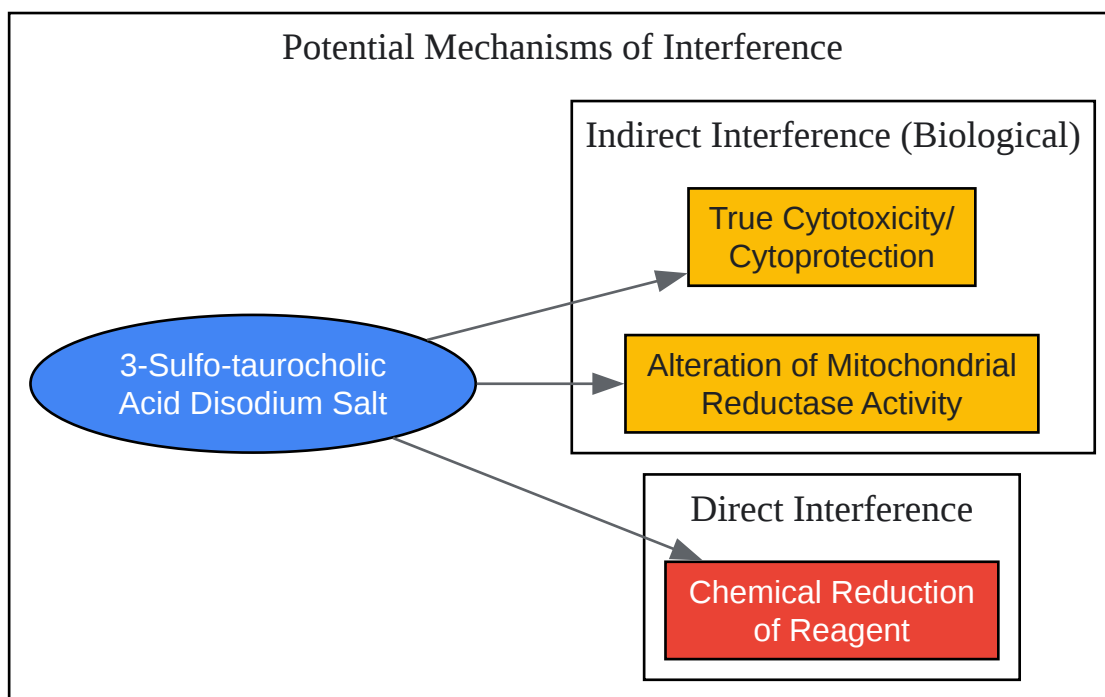 Potential Mechanisms of Interference
Indirect Interference (Biological)
True Cytotoxicity/
Cytoprotection
3-Sulfo-taurocholic
Acid Disodium Salt
Alteration of Mitochondrial
Reductase Activity
Direct Interference
Chemical Reduction
of Reagent